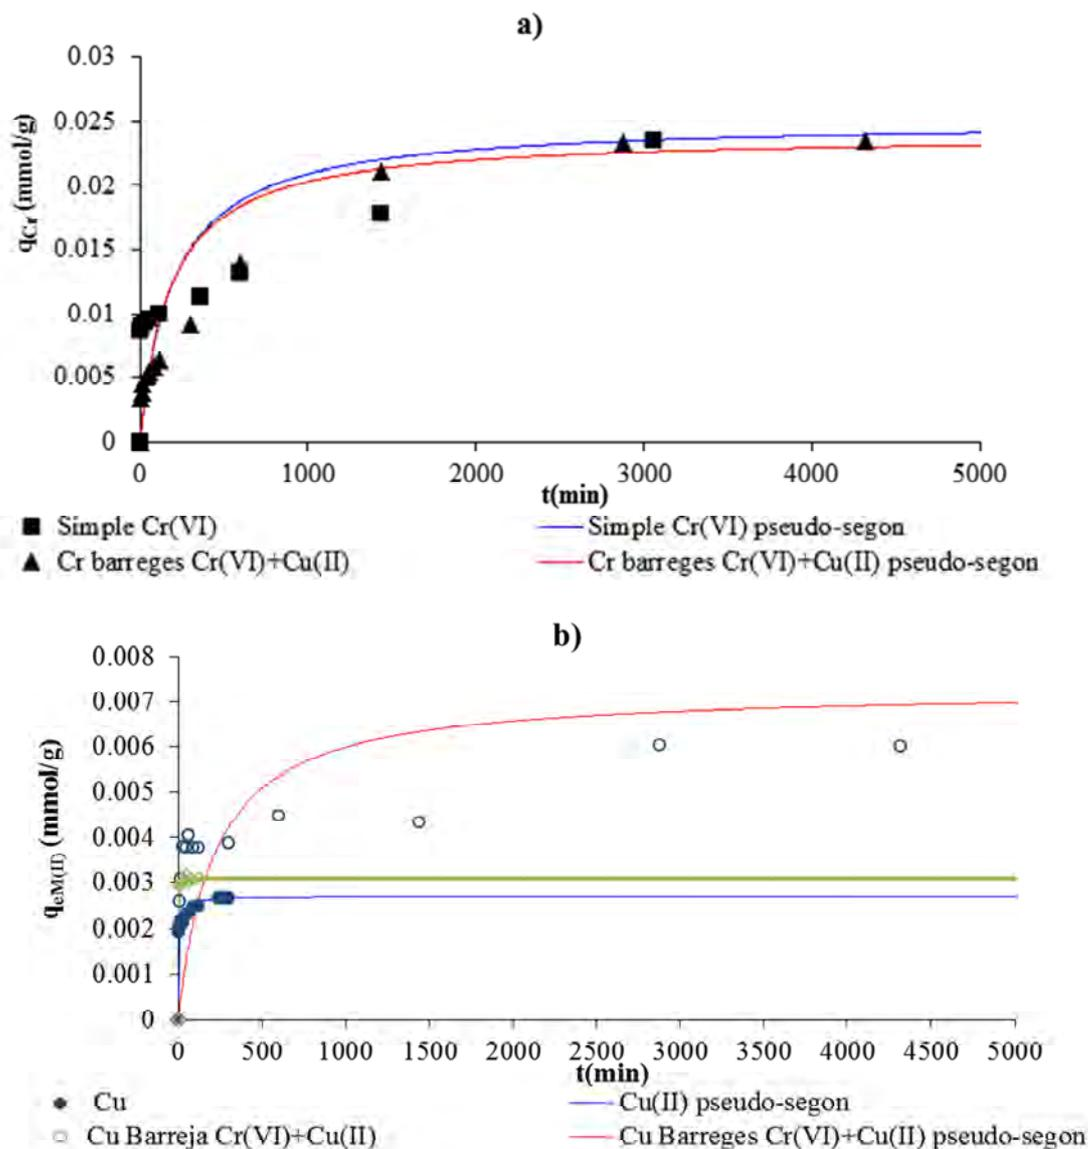 a)
0.03
0.025
0.02
0.015
0.01
0.005
0
qCr (mmol/g)
0 1000 2000 3000 4000 5000
t(min)
Simple Cr(VI) Simple Cr(VI) pseudo-segon
Cr barreges Cr(VI)+Cu(II) Cr barreges Cr(VI)+Cu(II) pseudo-segon
b)
0.008
0.007
0.006
0.005
0.004
0.003
0.002
0.001
0
qeM(II) (mmol/g)
0 500 1000 1500 2000 2500 3000 3500 4000 4500 5000
t(min)
Cu Cu(II) pseudo-segon
Cu Barreja Cr(VI)+Cu(II) Cu Barreges Cr(VI)+Cu(II) pseudo-segon